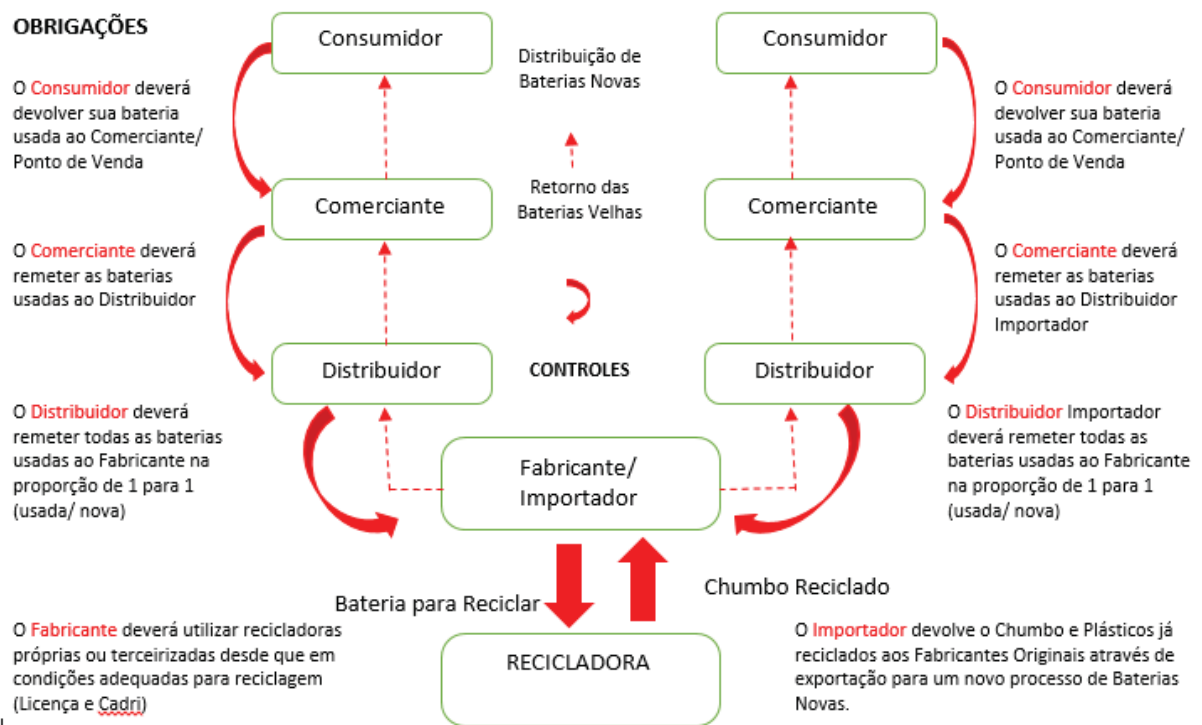 OBRIGAÇÕES
O Consumidor deverá
devolver sua bateria
usada ao Comerciante/
Ponto de Venda
O Comerciante deverá
remeter as baterias
usadas ao Distribuidor
O Distribuidor deverá
remeter todas as baterias
usadas ao Fabricante na
proporção de 1 para 1
(usada/ nova)
O Fabricante deverá utilizar recicladoras
próprias ou terceirizadas desde que em
condições adequadas para reciclagem
(Licença e Cadri)
Consumidor
Comerciante
Distribuidor
Distribuição de
Baterias Novas
Retorno das
Baterias Velhas
CONTROLES
Fabricante/
Importador
Bateria para Reciclar
Chumbo Reciclado
RECICLADORA
Consumidor
Comerciante
Distribuidor
O Consumidor deverá
devolver sua bateria
usada ao Comerciante/
Ponto de Venda
O Comerciante deverá
remeter as baterias
usadas ao Distribuidor
Importador
O Distribuidor Importador
deverá remeter todas as
baterias usadas ao Fabricante
na proporção de 1 para 1
(usada/ nova)
O Importador devolve o Chumbo e Plásticos já
reciclados aos Fabricantes Originais através de
exportação para um novo processo de Baterias
Novas.